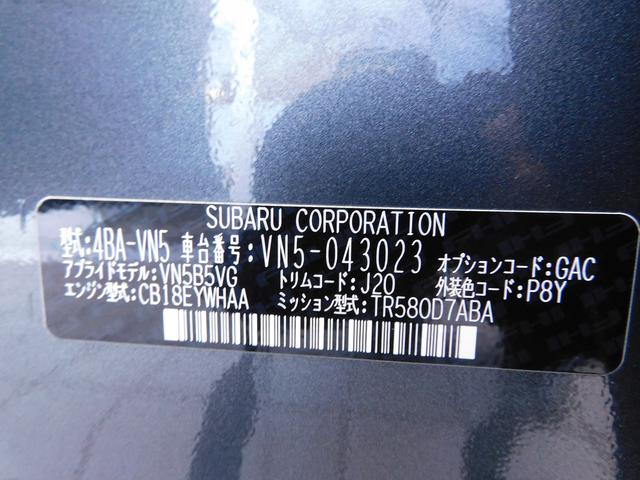 SUBARU CORPORATION
型式:4BA-VN5 車台番号:VN5-043023 オプションコード:GAC
アプライドモデル:VN5B5VG トリムコード:J20 外装色コード:P8Y
エンジン型式:CB18EYWHAA ミッション型式:TR580D7ABA